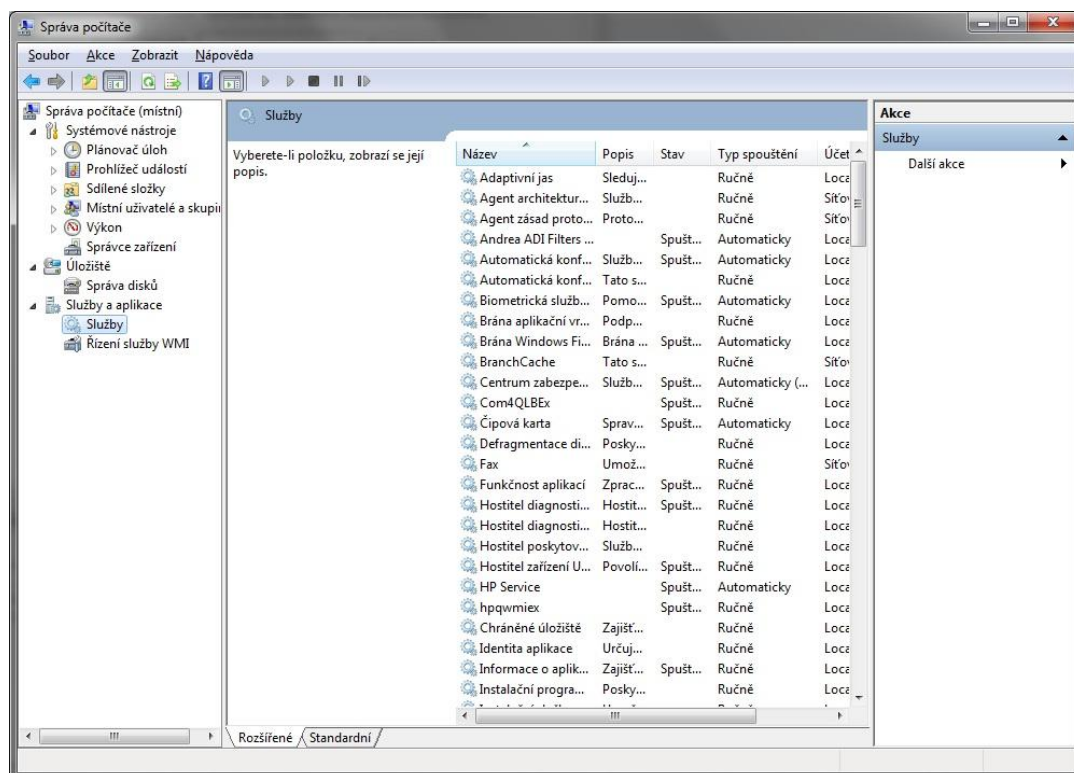 Správa počítače
Soubor Akce Zobrazit Nápověda
Správa počítače (místní)
Systémové nástroje
Plánovač úloh
Prohlížeč událostí
Sdílené složky
Místní uživatelé a skupin
Výkon
Správce zařízení
Úložiště
Správa disků
Služby a aplikace
Služby
Řízení služby WMI
Služby
Vyberete-li položku, zobrazí se její
popis.
Název Popis Stav Typ spouštění Účet
Adaptivní jas Sleduj... Ručně Loca
Agent architektur... Služb... Ručně Síťov
Agent zásad proto... Proto... Ručně Síťov
Andrea ADI Filters ... Spušt... Automaticky Loca
Automatická konf... Služb... Spušt... Automaticky Loca
Automatická konf... Tato s... Ručně Loca
Biometrická služb... Pomo... Spušt... Automaticky Loca
Brána aplikační vr... Podp... Ručně Loca
Brána Windows Fi... Brána ... Spušt... Automaticky Loca
BranchCache Tato s... Ručně Síťov
Centrum zabezpe... Služb... Spušt... Automaticky (... Loca
Com4QLBEx Spušt... Ručně Loca
Čipová karta Sprav... Spušt... Automaticky Loca
Defragmentace di... Posky... Ručně Loca
Fax Umož... Ručně Síťov
Funkčnost aplikací Zprac... Spušt... Ručně Loca
Hostitel diagnosti... Hostit... Spušt... Ručně Loca
Hostitel diagnosti... Hostit... Ručně Loca
Hostitel poskytov... Služb... Ručně Loca
Hostitel zařízení U... Povolí... Spušt... Ručně Loca
HP Service Spušt... Automaticky Loca
hpqwmiex Spušt... Ručně Loca
Chráněné úložiště Zajišť... Ručně Loca
Identita aplikace Určuj... Ručně Loca
Informace o aplik... Zajišť... Spušt... Ručně Loca
Instalační progra... Posky... Ručně Loca
Rozšířené Standardní
Akce
Služby
Další akce